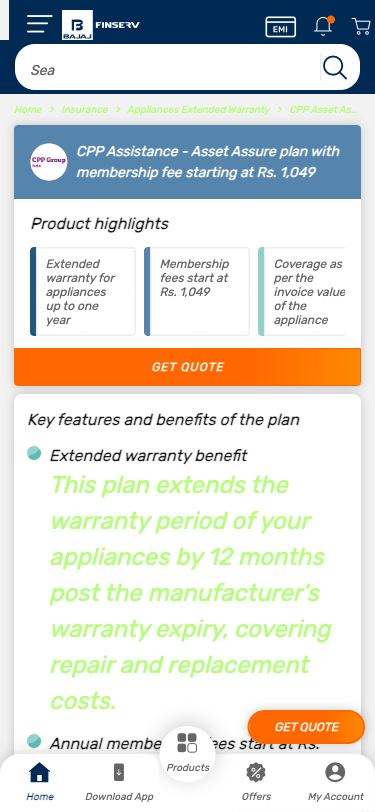 BAJAJ FINSERV EMI
Sea
Home > Insurance > Appliances Extended Warranty > CPP Asset As...
CPP Group
India
CPP Assistance - Asset Assure plan with
membership fee starting at Rs. 1,049
Product highlights
Extended
warranty for
appliances
up to one
year
Membership
fees start at
Rs. 1,049
Coverage as
per the
invoice value
of the
appliance
GET QUOTE
Key features and benefits of the plan
Extended warranty benefit
This plan extends the
warranty period of your
appliances by 12 months
post the manufacturer's
warranty expiry, covering
repair and replacement
costs.
GET QUOTE
Annual membe fees start at Rs.
Products
Home
Download App
Offers
My Account